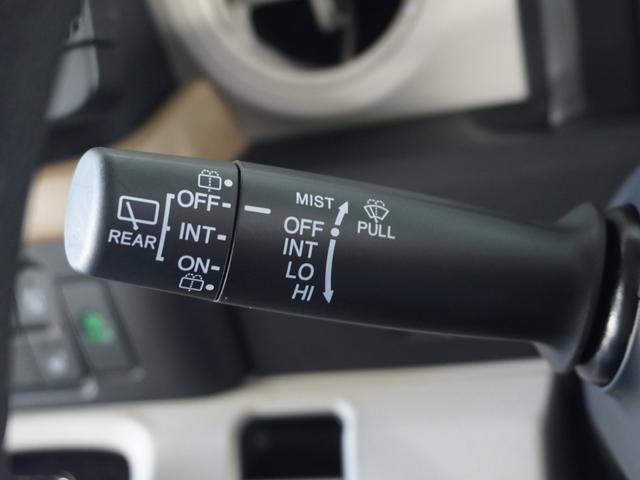 REAR
OFF
INT
ON
MIST
OFF
INT
LO
HI
PULL